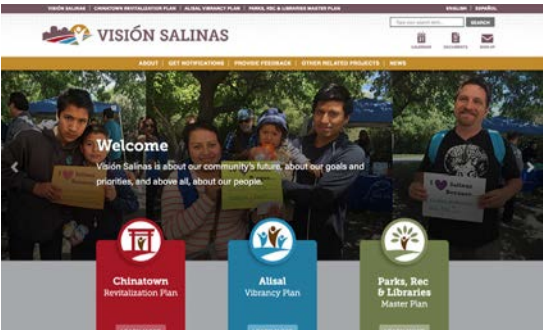 VISIÓN SALINAS | CHINATOWN REVITALIZATION PLAN | ALISAL VIBRANCY PLAN | PARKS, REC & LIBRARIES MASTER PLAN
ENGLISH | ESPAÑOL
VISIÓN SALINAS
SEARCH
CALENDAR
DOCUMENTS
SIGN UP
ABOUT | GET NOTIFICATIONS | PROVIDE FEEDBACK | OTHER RELATED PROJECTS | NEWS
Welcome
Visión Salinas is about our community's future, about our goals and
priorities, and above all, about our people.
I Salinas
Because
I Salinas
Because
Chinatown
Revitalization Plan
Alisal
Vibrancy Plan
Parks, Rec
& Libraries
Master Plan